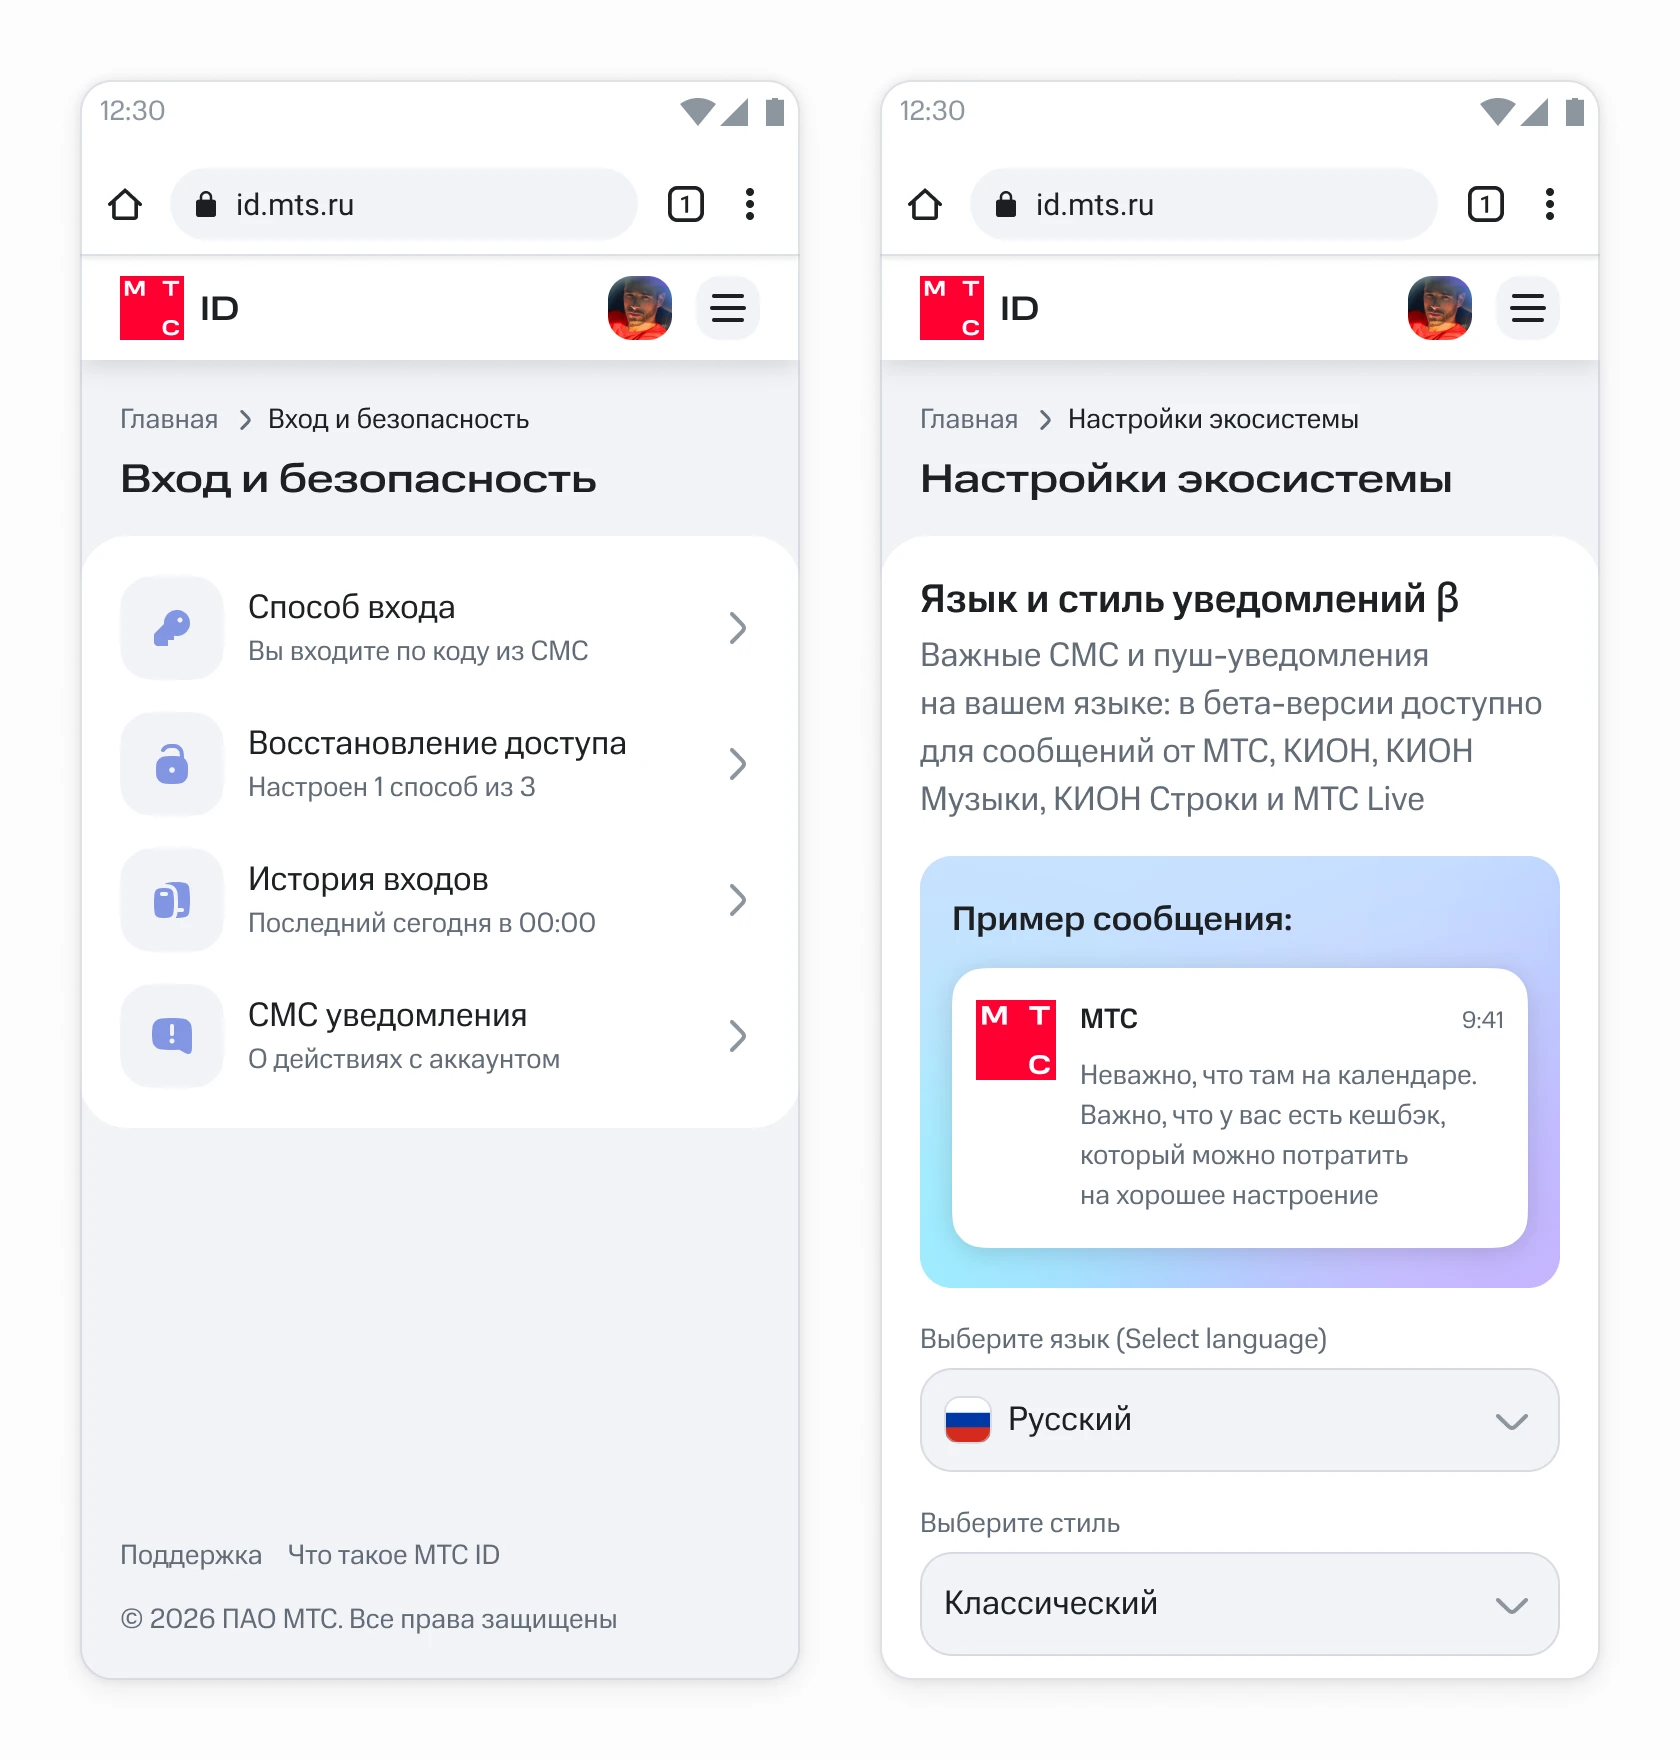 12:30
id.mts.ru
1
МТС ID
Главная > Вход и безопасность
Вход и безопасность
Способ входа
Вы входите по коду из СМС
Восстановление доступа
Настроен 1 способ из 3
История входов
Последний сегодня в 00:00
СМС уведомления
О действиях с аккаунтом
Поддержка Что такое МТС ID
© 2026 ПАО МТС. Все права защищены
12:30
id.mts.ru
1
МТС ID
Главная > Настройки экосистемы
Настройки экосистемы
Язык и стиль уведомлений β
Важные СМС и пуш-уведомления
на вашем языке: в бета-версии доступно
для сообщений от МТС, КИОН, КИОН
Музыки, КИОН Строки и МТС Live
Пример сообщения:
МТС
МТС 9:41
Неважно, что там на календаре.
Важно, что у вас есть кешбэк,
который можно потратить
на хорошее настроение
Выберите язык (Select language)
Русский
Выберите стиль
Классический